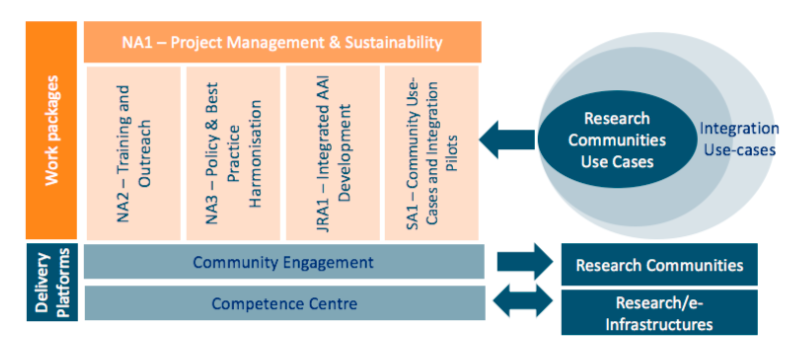 Work packages
NA1 – Project Management & Sustainability
NA2 – Training and
Outreach
NA3 – Policy & Best
Practice
Harmonisation
JRA1 – Integrated AAI
Development
SA1 – Community Use-
Cases and Integration
Pilots
Research
Communities
Use Cases
Integration
Use-cases
Delivery
Platforms
Community Engagement
Research Communities
Competence Centre
Research/e-
Infrastructures